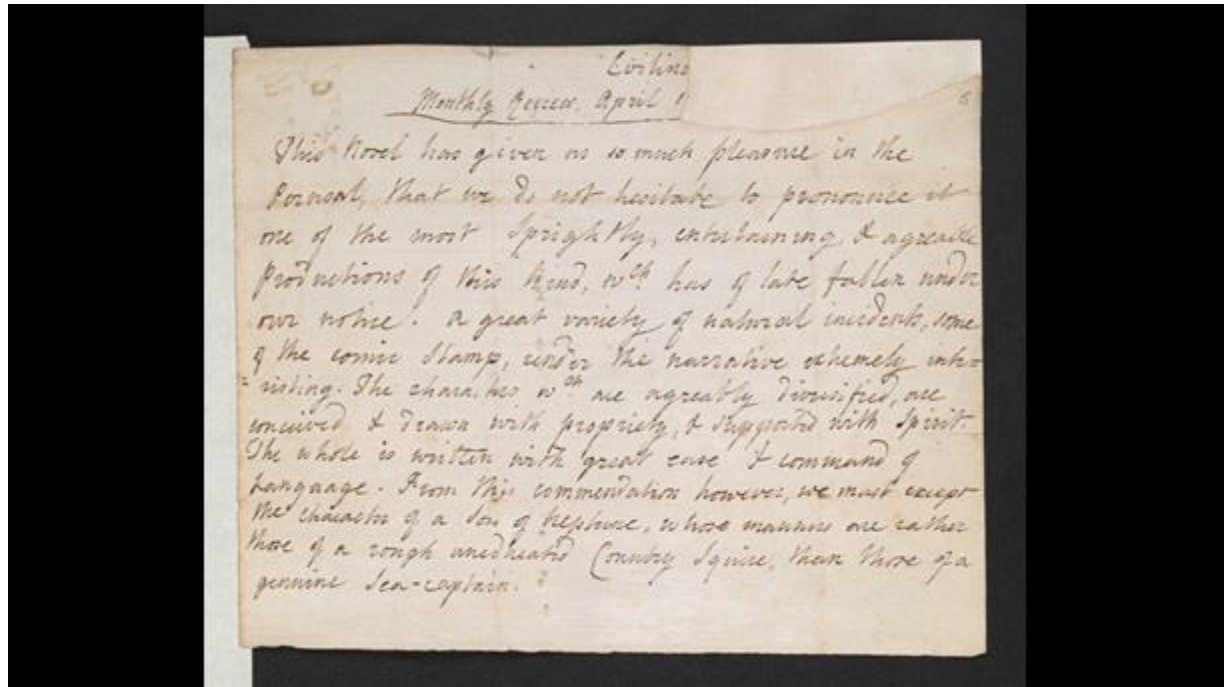 Evilina
Monthly Review, April 1
This Novel has given us so much pleasure in the
Perusal, that we do not hesitate to pronounce it
one of the most Sprightly, entertaining & agreable
Productions of this Kind, wch has of late fallen under
our notice. A great variety of natural incidents, some
of the comic Stamp, render the narrative extremely inte=
=risting. The characters wch are agreably diversified, are
conceived & drawn with propriety, & supported with Spirit.
The whole is written with great ease & command of
Language. From this commendation however, we must except
the character of a Son of Neptune, whose manners are rather
those of a rough uneducated Country Squire, than those of a
genuine Sea-captain.